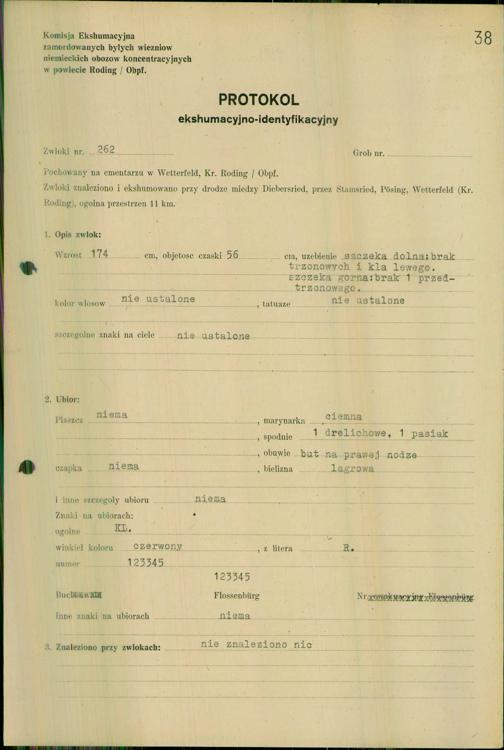 38
Komisja Ekshumacyjna
zamordowanych byłych wiezniow
niemieckich obozow koncentracyjnych
w powiecie Roding / Obpf.
PROTOKOL
ekshumacyjno-identyfikacyjny
Zwloki nr. 262 Grob nr.
Pochowany na cmentarzu w Wetterfeld, Kr. Roding / Obpf.
Zwloki znaleziono i ekshumowano przy drodze miedzy Diebersried, przez Stamsried, Pösing, Wetterfeld (Kr.
Roding), ogolna przestrzen 11 km.
1. Opis zwlok:
Wzrost 174 cm, objetosc czaski 56 cm, uzebienie szczeka dolna:brak
trzonowych i kla lewego.
szczeka gorna:brak 1 przed-
trzonowego.
kolor wlosow nie ustalone , tatuaze nie ustalone
szczegolne znaki na ciele nie ustalone
2. Ubior:
Plaszcz niema , marynarka ciemna
, spodnie 1 drelichowe, 1 pasiak
, obuwie but na prawej nodze
czapka niema , bielizna lagrowa
i inne szczegoly ubioru niema
Znaki na ubiorach:
ogolne KL.
winkiel koloru czerwony , z litera R.
numer 123345
123345
Flossenbürg Nr.
Inne znaki na ubiorach niema
3. Znaleziono przy zwlokach: nie znaleziono nic